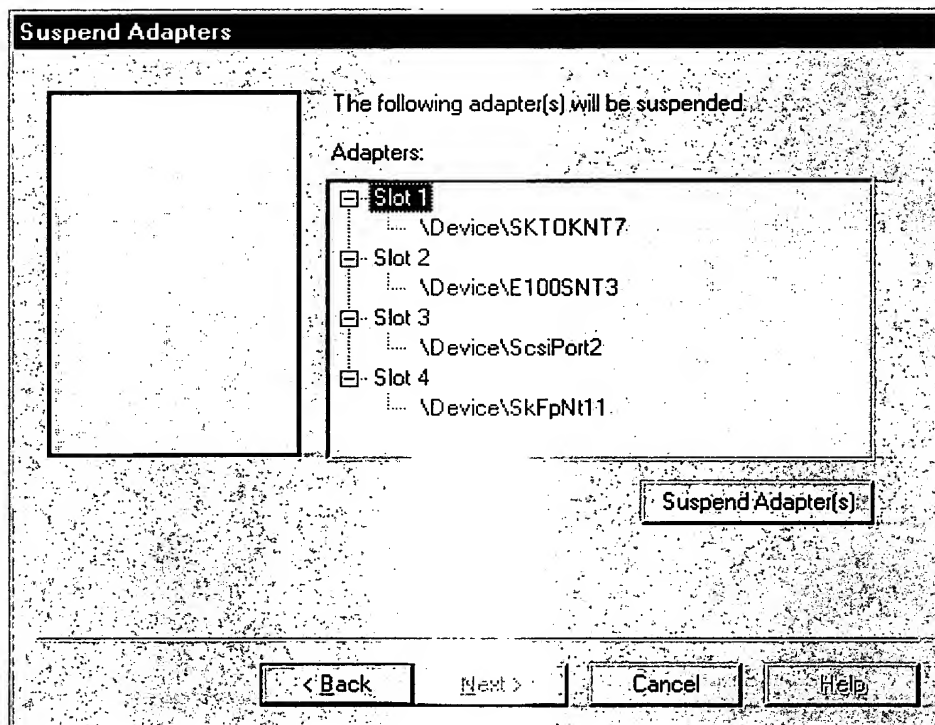 Suspend Adapters
The following adapter(s) will be suspended.
Adapters:
Slot 1
\Device\SKTOKNT7
Slot 2
\Device\E100SNT3
Slot 3
\Device\ScsiPort2
Slot 4
\Device\SkFpNt11
Suspend Adapter(s)
< Back
Next >
Cancel
Help